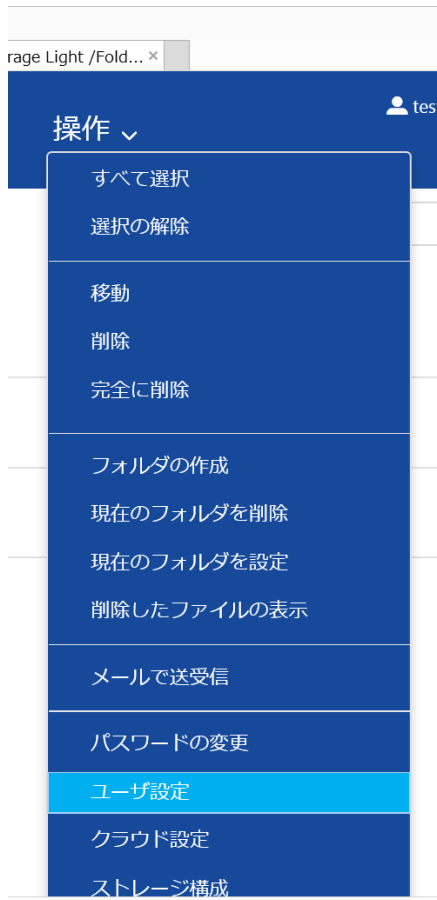 rage Light /Fold... ×
tes
操作
すべて選択
選択の解除
移動
削除
完全に削除
フォルダの作成
現在のフォルダを削除
現在のフォルダを設定
削除したファイルの表示
メールで送受信
パスワードの変更
ユーザ設定
クラウド設定
ストレージ構成